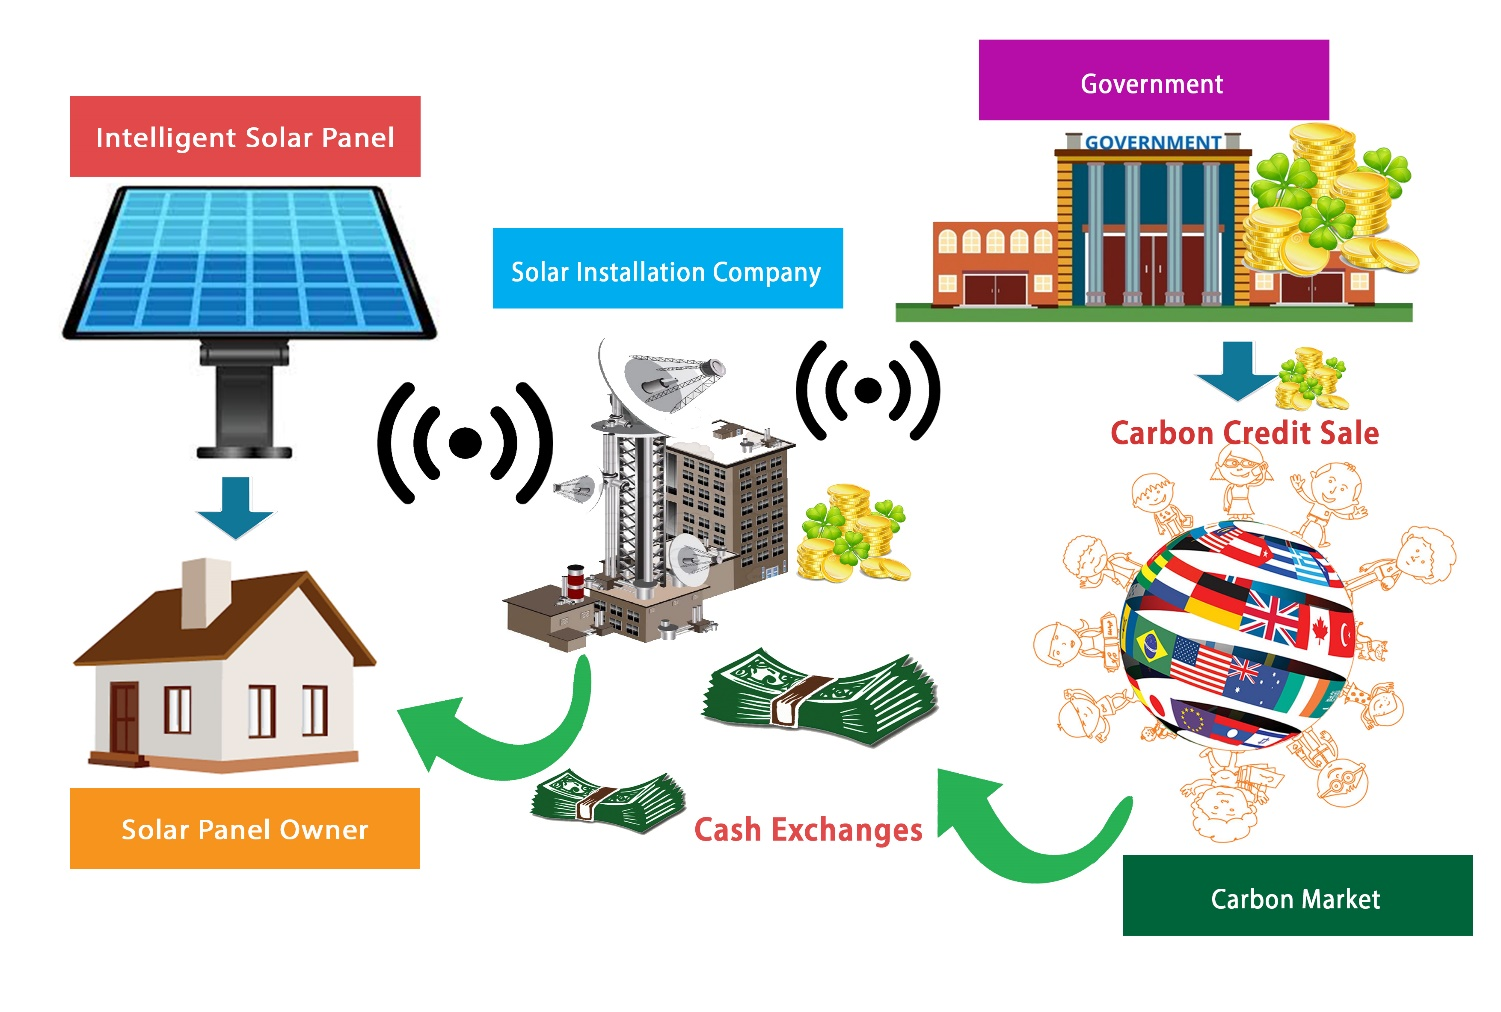 Intelligent Solar Panel
Solar Installation Company
Government
GOVERNMENT
Carbon Credit Sale
Solar Panel Owner
Cash Exchanges
Carbon Market